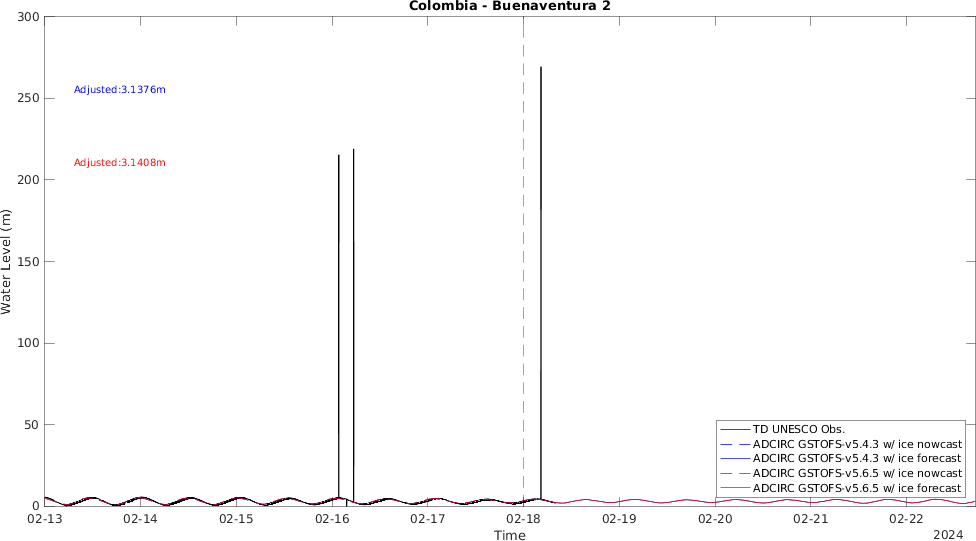 Colombia - Buenaventura 2
300
250
200
150
100
50
0
Water Level (m)
Adjusted:3.1376m
Adjusted:3.1408m
TD UNESCO Obs.
ADCIRC GSTOFS-v5.4.3 w/ ice nowcast
ADCIRC GSTOFS-v5.4.3 w/ ice forecast
ADCIRC GSTOFS-v5.6.5 w/ ice nowcast
ADCIRC GSTOFS-v5.6.5 w/ ice forecast
02-13 02-14 02-15 02-16 02-17 02-18 02-19 02-20 02-21 02-22
Time
2024